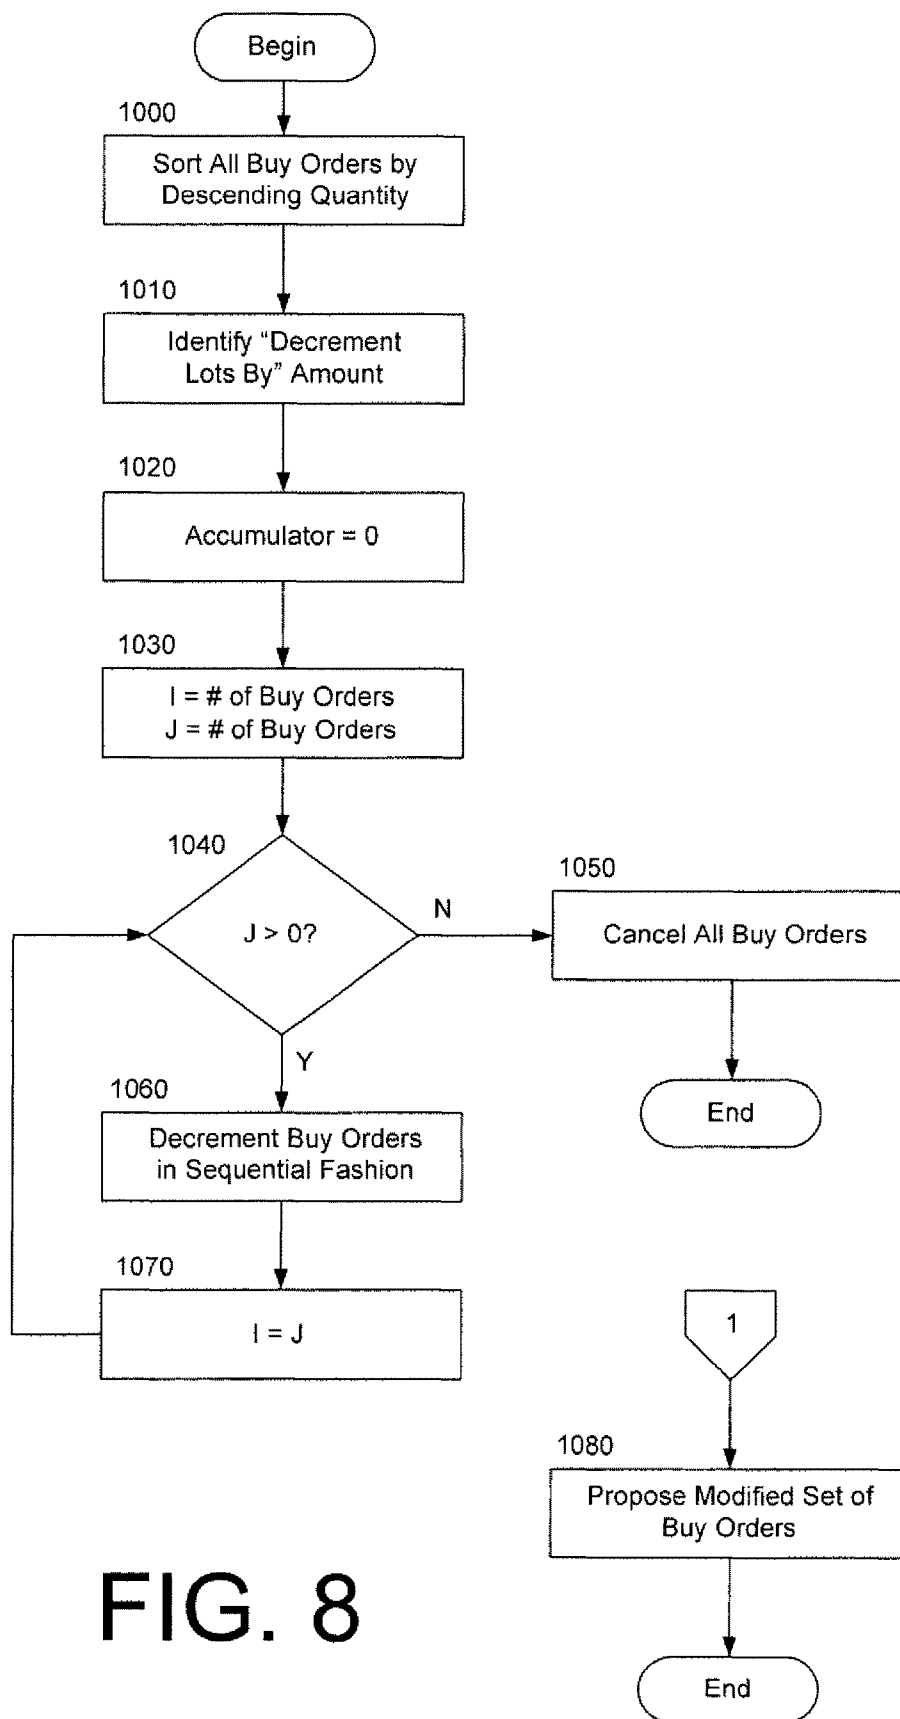 Begin
1000
Sort All Buy Orders by
Descending Quantity
1010
Identify “Decrement
Lots By” Amount
1020
Accumulator = 0
1030
I = # of Buy Orders
J = # of Buy Orders
1040
J > 0?
N
1050
Cancel All Buy Orders
End
Y
1060
Decrement Buy Orders
in Sequential Fashion
1070
I = J
1
1080
Propose Modified Set of
Buy Orders
End
FIG. 8